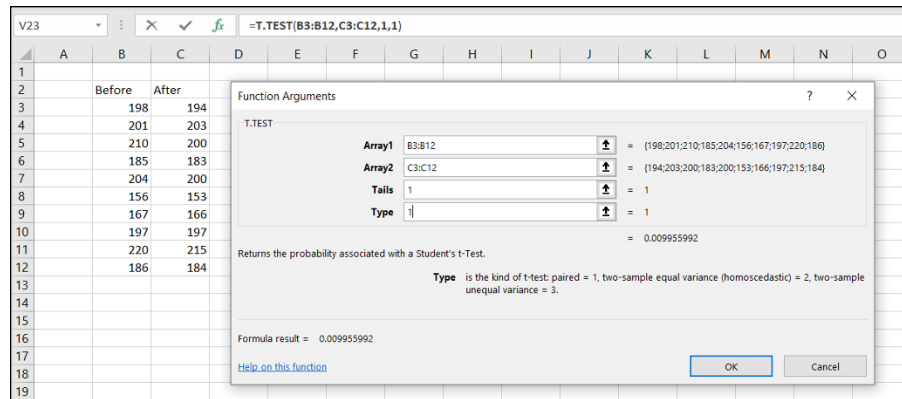 V23 fx =T.TEST(B3:B12,C3:C12,1,1)
A B C D E F G H I J K L M N O
1
2 Before After
3 198 194
4 201 203
5 210 200
6 185 183
7 204 200
8 156 153
9 167 166
10 197 197
11 220 215
12 186 184
13
14
15
16
17
18
19
Function Arguments ? ×
T.TEST
Array1 B3:B12 = {198;201;210;185;204;156;167;197;220;186}
Array2 C3:C12 = {194;203;200;183;200;153;166;197;215;184}
Tails 1 = 1
Type 1 = 1
= 0.009955992
Returns the probability associated with a Student's t-Test.
Type is the kind of t-test: paired = 1, two-sample equal variance (homoscedastic) = 2, two-sample
unequal variance = 3.
Formula result = 0.009955992
Help on this function OK Cancel